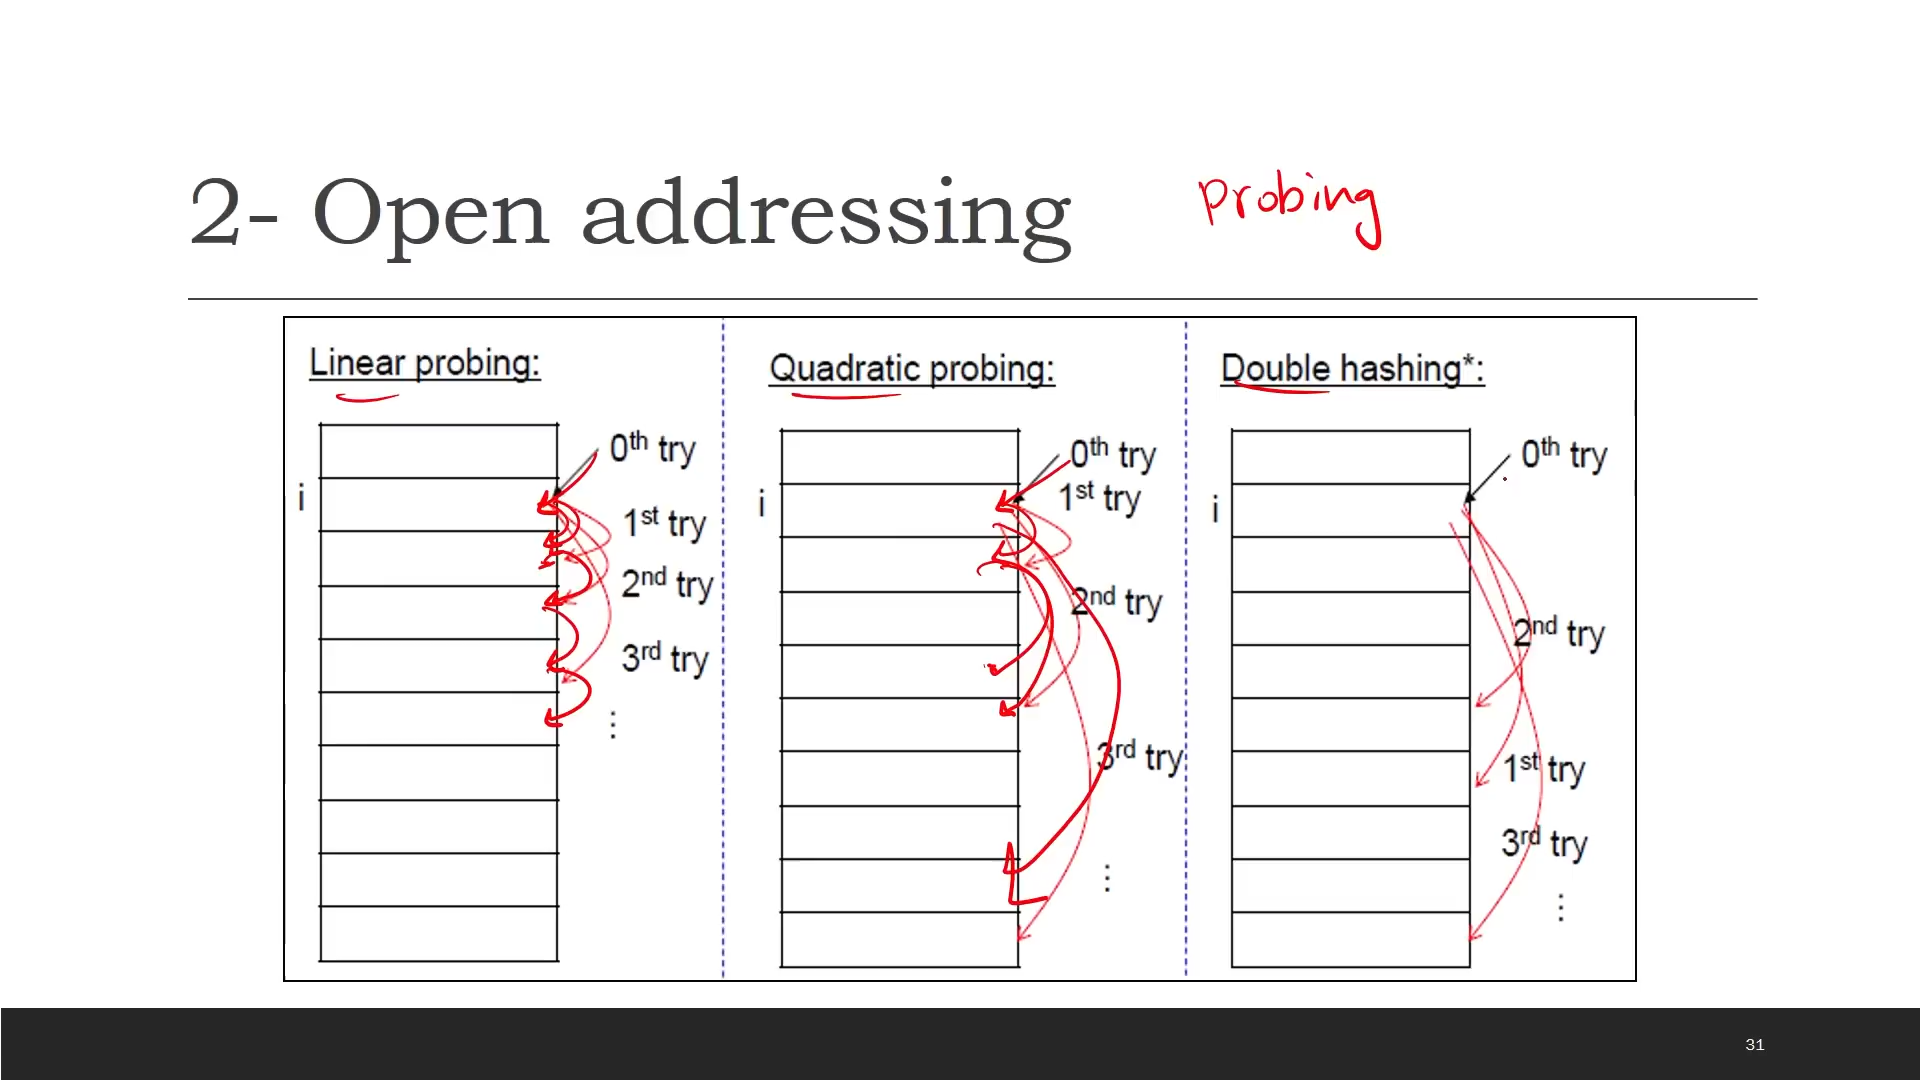 2- Open addressing
probing
Linear probing:
i
0th try
1st try
2nd try
3rd try
⋮
Quadratic probing:
i
0th try
1st try
2nd try
3rd try
⋮
Double hashing*:
i
0th try
2nd try
1st try
3rd try
⋮
31